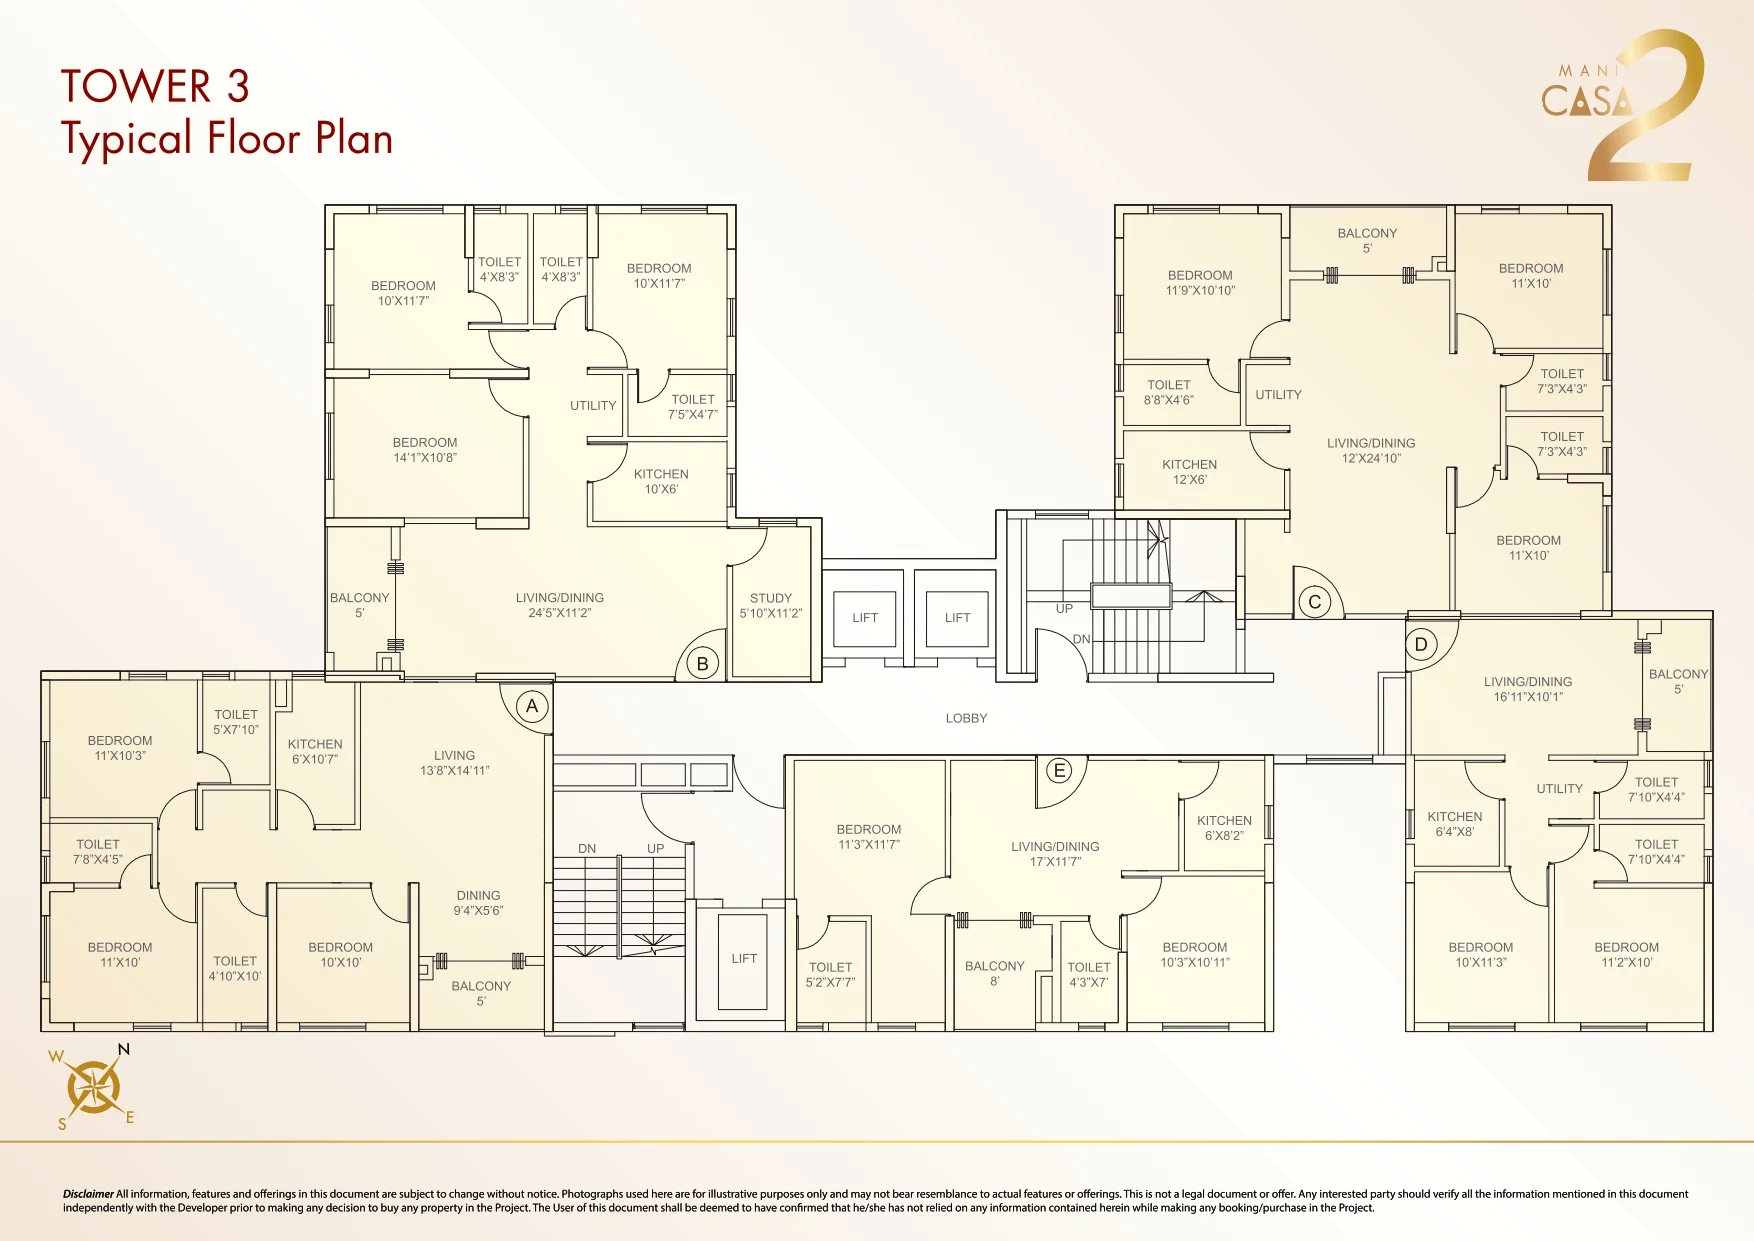 TOWER 3
Typical Floor Plan
MANI
CASA
2
BEDROOM
10'X11'7"
TOILET
4'X8'3"
TOILET
4'X8'3"
BEDROOM
10'X11'7"
BEDROOM
14'1"X10'8"
UTILITY
TOILET
7'5"X4'7"
KITCHEN
10'X6'
BALCONY
5'
LIVING/DINING
24'5"X11'2"
STUDY
5'10"X11'2"
B
LIFT
LIFT
UP
DN
BEDROOM
11'9"X10'10"
BALCONY
5'
BEDROOM
11'X10'
TOILET
8'8"X4'6"
UTILITY
TOILET
7'3"X4'3"
TOILET
7'3"X4'3"
KITCHEN
12'X6'
LIVING/DINING
12'X24'10"
BEDROOM
11'X10'
C
D
LIVING/DINING
16'11"X10'1"
BALCONY
5'
UTILITY
TOILET
7'10"X4'4"
KITCHEN
6'4"X8'
TOILET
7'10"X4'4"
BEDROOM
10'X11'3"
BEDROOM
11'2"X10'
LOBBY
A
BEDROOM
11'X10'3"
TOILET
5'X7'10"
KITCHEN
6'X10'7"
LIVING
13'8"X14'11"
TOILET
7'8"X4'5"
DINING
9'4"X5'6"
BEDROOM
11'X10'
TOILET
4'10"X10'
BEDROOM
10'X10'
BALCONY
5'
DN
UP
LIFT
E
BEDROOM
11'3"X11'7"
LIVING/DINING
17'X11'7"
KITCHEN
6'X8'2"
TOILET
5'2"X7'7"
BALCONY
8'
TOILET
4'3"X7'
BEDROOM
10'3"X10'11"
W
N
S
E
Disclaimer All information, features and offerings in this document are subject to change without notice. Photographs used here are for illustrative purposes only and may not bear resemblance to actual features or offerings. This is not a legal document or offer. Any interested party should verify all the information mentioned in this document
independently with the Developer prior to making any decision to buy any property in the Project. The User of this document shall be deemed to have confirmed that he/she has not relied on any information contained herein while making any booking/purchase in the Project.